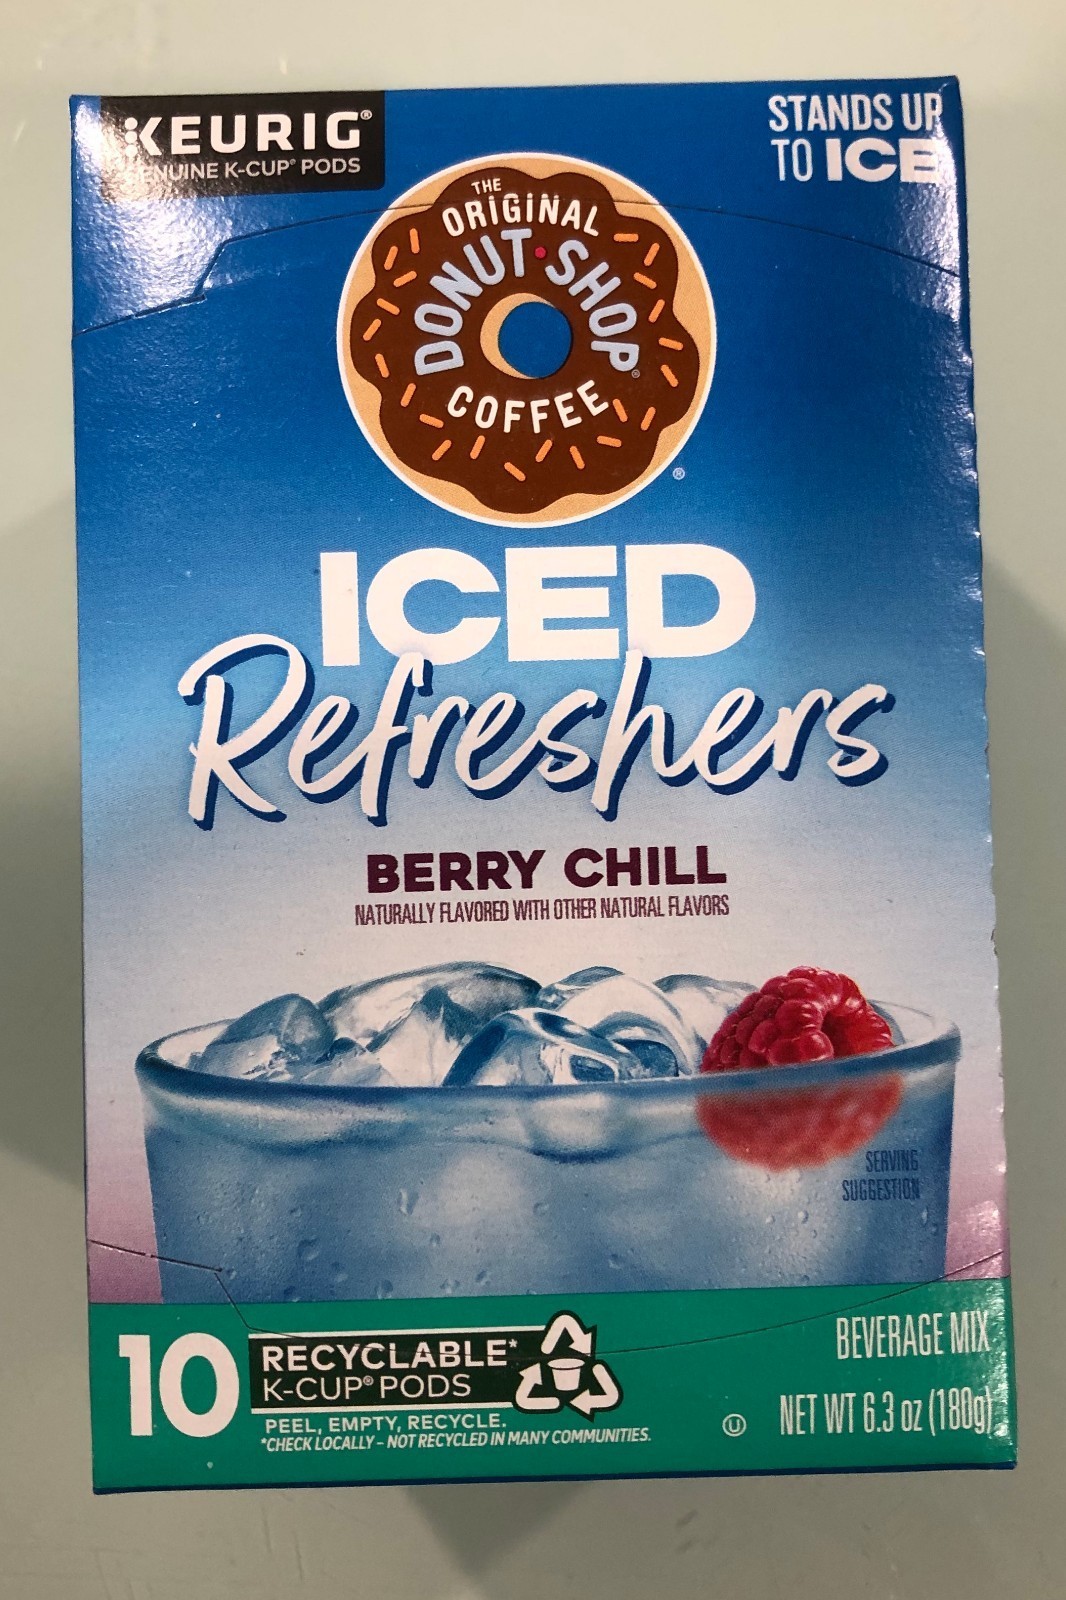 KEURIG®
GENUINE K-CUP® PODS
STANDS UP
TO ICE
THE
ORIGINAL
DONUT·SHOP®
COFFEE
®
ICED
Refreshers
BERRY CHILL
NATURALLY FLAVORED WITH OTHER NATURAL FLAVORS
SERVING
SUGGESTION
10
RECYCLABLE*
K-CUP® PODS
PEEL, EMPTY, RECYCLE.
*CHECK LOCALLY – NOT RECYCLED IN MANY COMMUNITIES.
U
BEVERAGE MIX
NET WT 6.3 oz (180g)